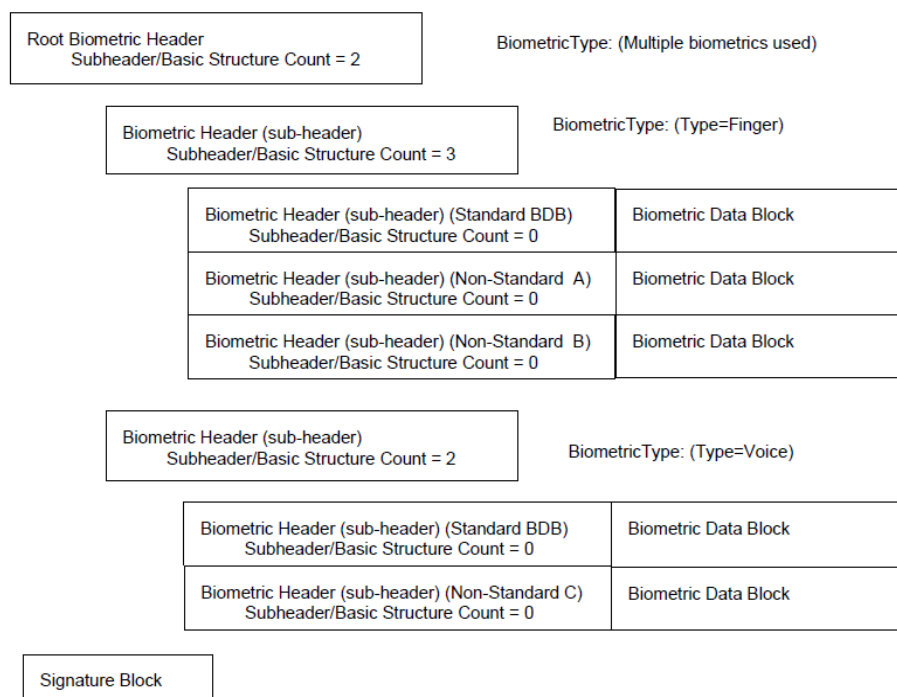 Root Biometric Header
Subheader/Basic Structure Count = 2
BiometricType: (Multiple biometrics used)
Biometric Header (sub-header)
Subheader/Basic Structure Count = 3
BiometricType: (Type=Finger)
Biometric Header (sub-header) (Standard BDB)
Subheader/Basic Structure Count = 0
Biometric Data Block
Biometric Header (sub-header) (Non-Standard A)
Subheader/Basic Structure Count = 0
Biometric Data Block
Biometric Header (sub-header) (Non-Standard B)
Subheader/Basic Structure Count = 0
Biometric Data Block
Biometric Header (sub-header)
Subheader/Basic Structure Count = 2
BiometricType: (Type=Voice)
Biometric Header (sub-header) (Standard BDB)
Subheader/Basic Structure Count = 0
Biometric Data Block
Biometric Header (sub-header) (Non-Standard C)
Subheader/Basic Structure Count = 0
Biometric Data Block
Signature Block